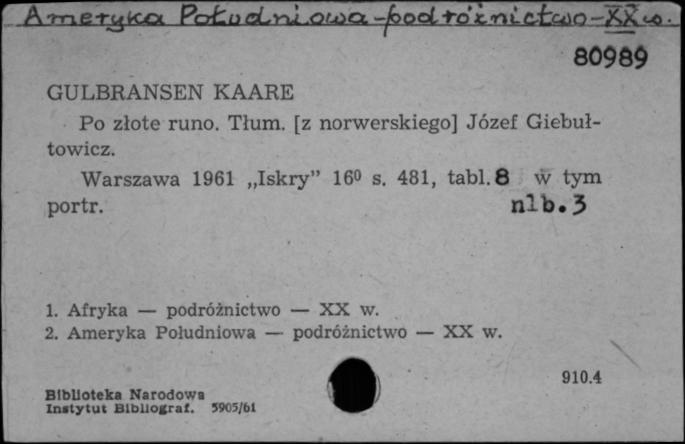 Ameryka Południowa-podróżnictwo-XX w.
80989
GULBRANSEN KAARE
Po złote runo. Tłum. [z norwerskiego] Józef Giebuł-
towicz.
Warszawa 1961 „Iskry” 16⁰ s. 481, tabl. 8 w tym
portr. nlb. 3
1. Afryka — podróżnictwo — XX w.
2. Ameryka Południowa — podróżnictwo — XX w.
910.4
Biblioteka Narodowa
Instytut Bibliograf. 5905/61